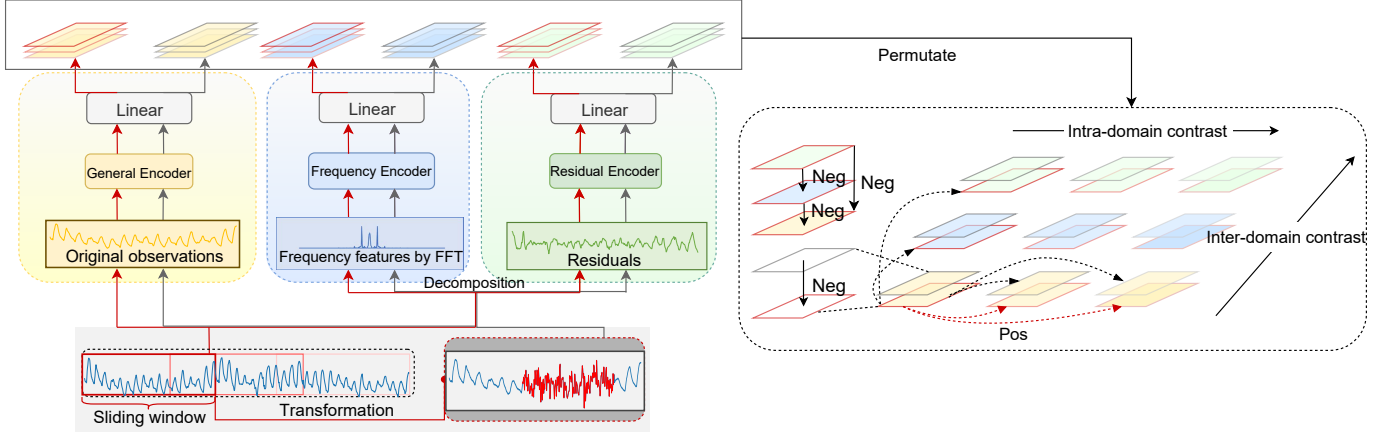 Permutate
Linear
Linear
Linear
General Encoder
Frequency Encoder
Residual Encoder
Original observations
Frequency features by FFT
Residuals
Decomposition
Sliding window
Transformation
Intra-domain contrast
Neg
Neg
Neg
Inter-domain contrast
Neg
Pos